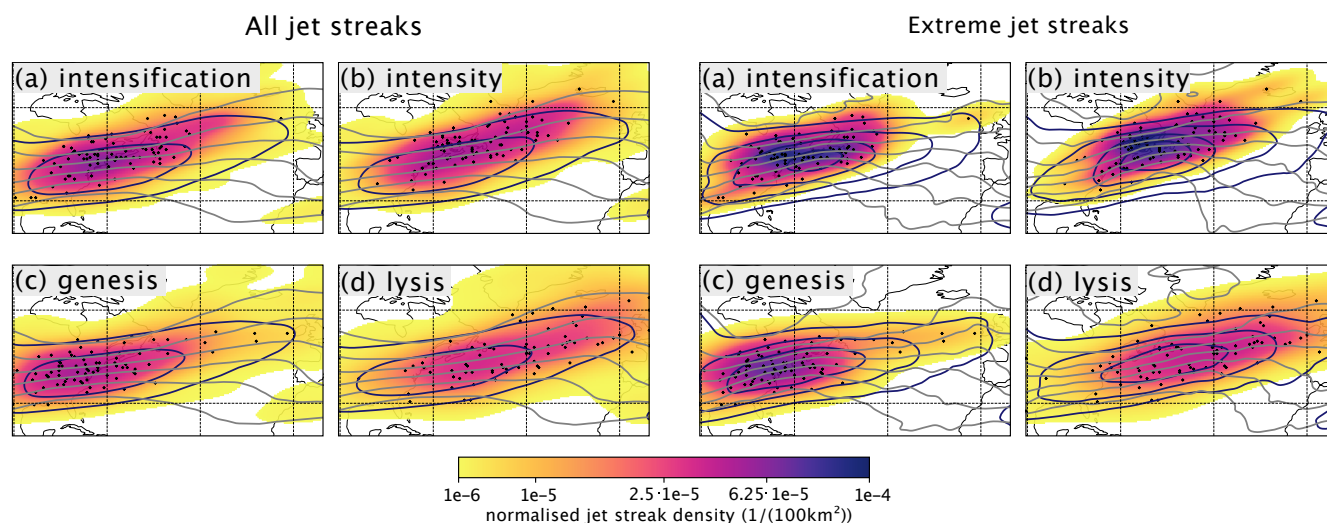 All jet streaks
Extreme jet streaks
(a) intensification
(b) intensity
(a) intensification
(b) intensity
(c) genesis
(d) lysis
(c) genesis
(d) lysis
1e-6 1e-5 2.5·1e-5 6.25·1e-5 1e-4
normalised jet streak density (1/(100km²))